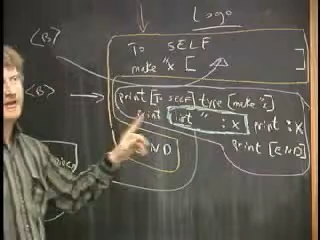 Logo
<B>
TO SELF
make "x [ ]
<B>
print [TO SELF] type [make "x]
print list " :x print :x
END
print [END]